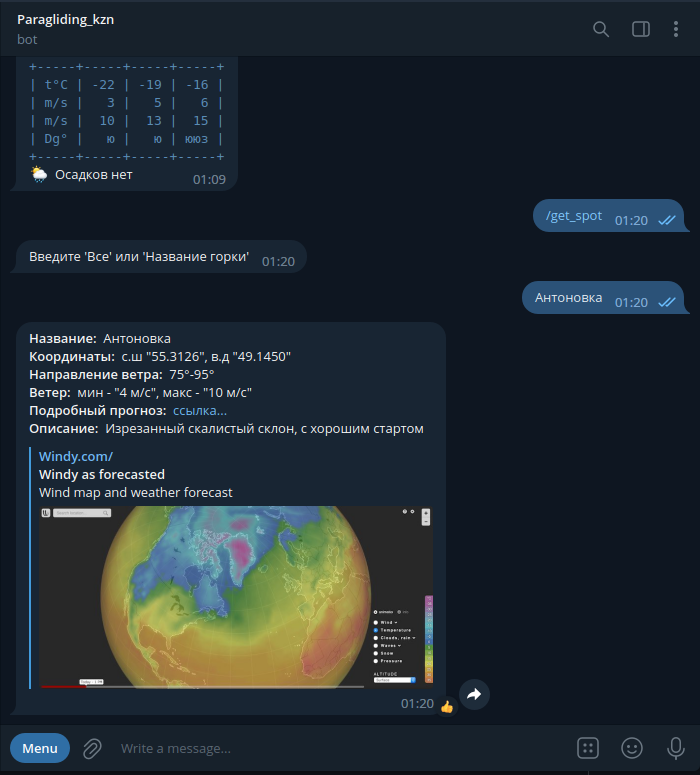 Paragliding_kzn
bot
+-----+-----+-----+-----+
| t°C | -22 | -19 | -16 |
| m/s |   3 |   5 |   6 |
| m/s |  10 |  13 |  15 |
| Dg° |   ю |   ю | ююз |
+-----+-----+-----+-----+
Осадков нет 01:09
/get_spot 01:20
Введите 'Все' или 'Название горки' 01:20
Антоновка 01:20
Название: Антоновка
Координаты: с.ш "55.3126", в.д "49.1450"
Направление ветра: 75°-95°
Ветер: мин - "4 м/с", макс - "10 м/с"
Подробный прогноз: ссылка...
Описание: Изрезанный скалистый склон, с хорошим стартом
Windy.com/
Windy as forecasted
Wind map and weather forecast
Wind
Temperature
Clouds, rain
Waves
Snow
Pressure
ALTITUDE
01:20
Menu
Write a message...